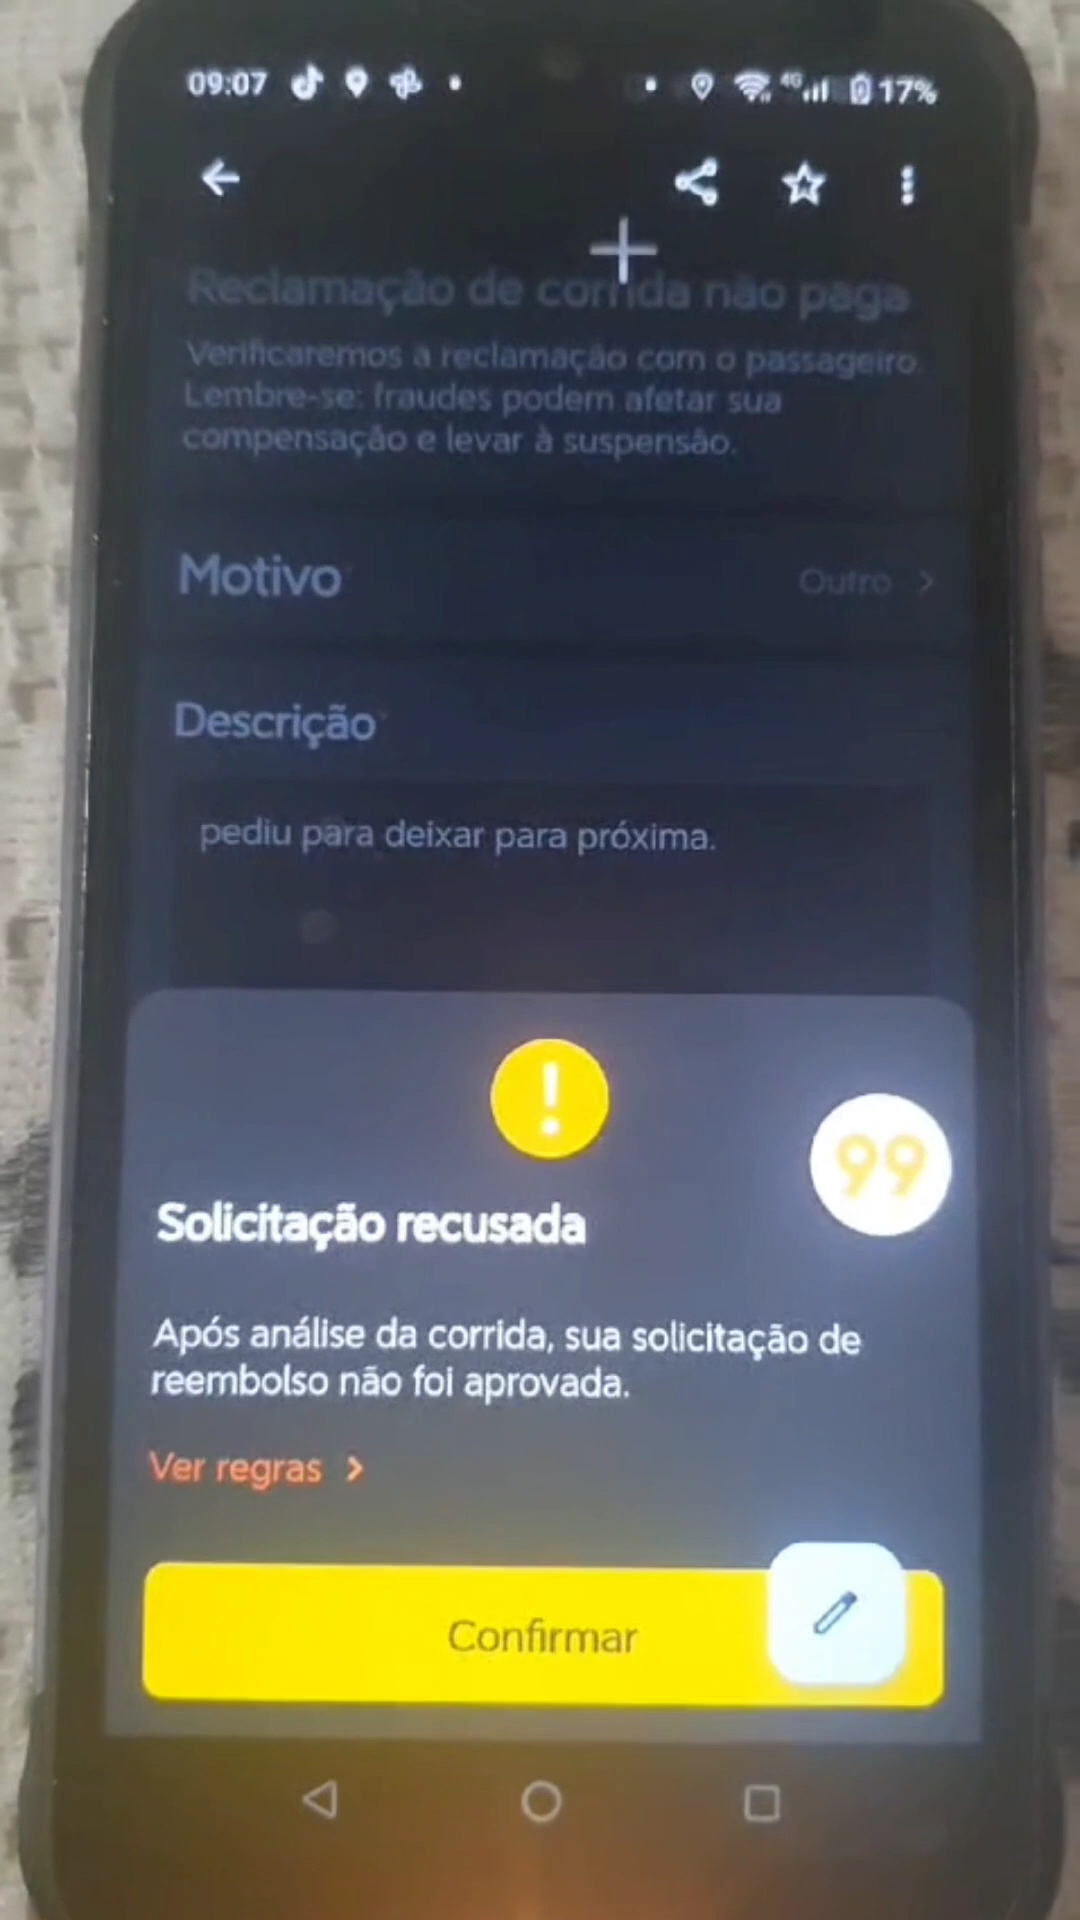 09:07
4G
17%
Reclamação de corrida não paga
Verificaremos a reclamação com o passageiro.
Lembre-se: fraudes podem afetar sua
compensação e levar à suspensão.
Motivo
Outro >
Descrição
pediu para deixar para próxima.
!
99
Solicitação recusada
Após análise da corrida, sua solicitação de
reembolso não foi aprovada.
Ver regras >
Confirmar